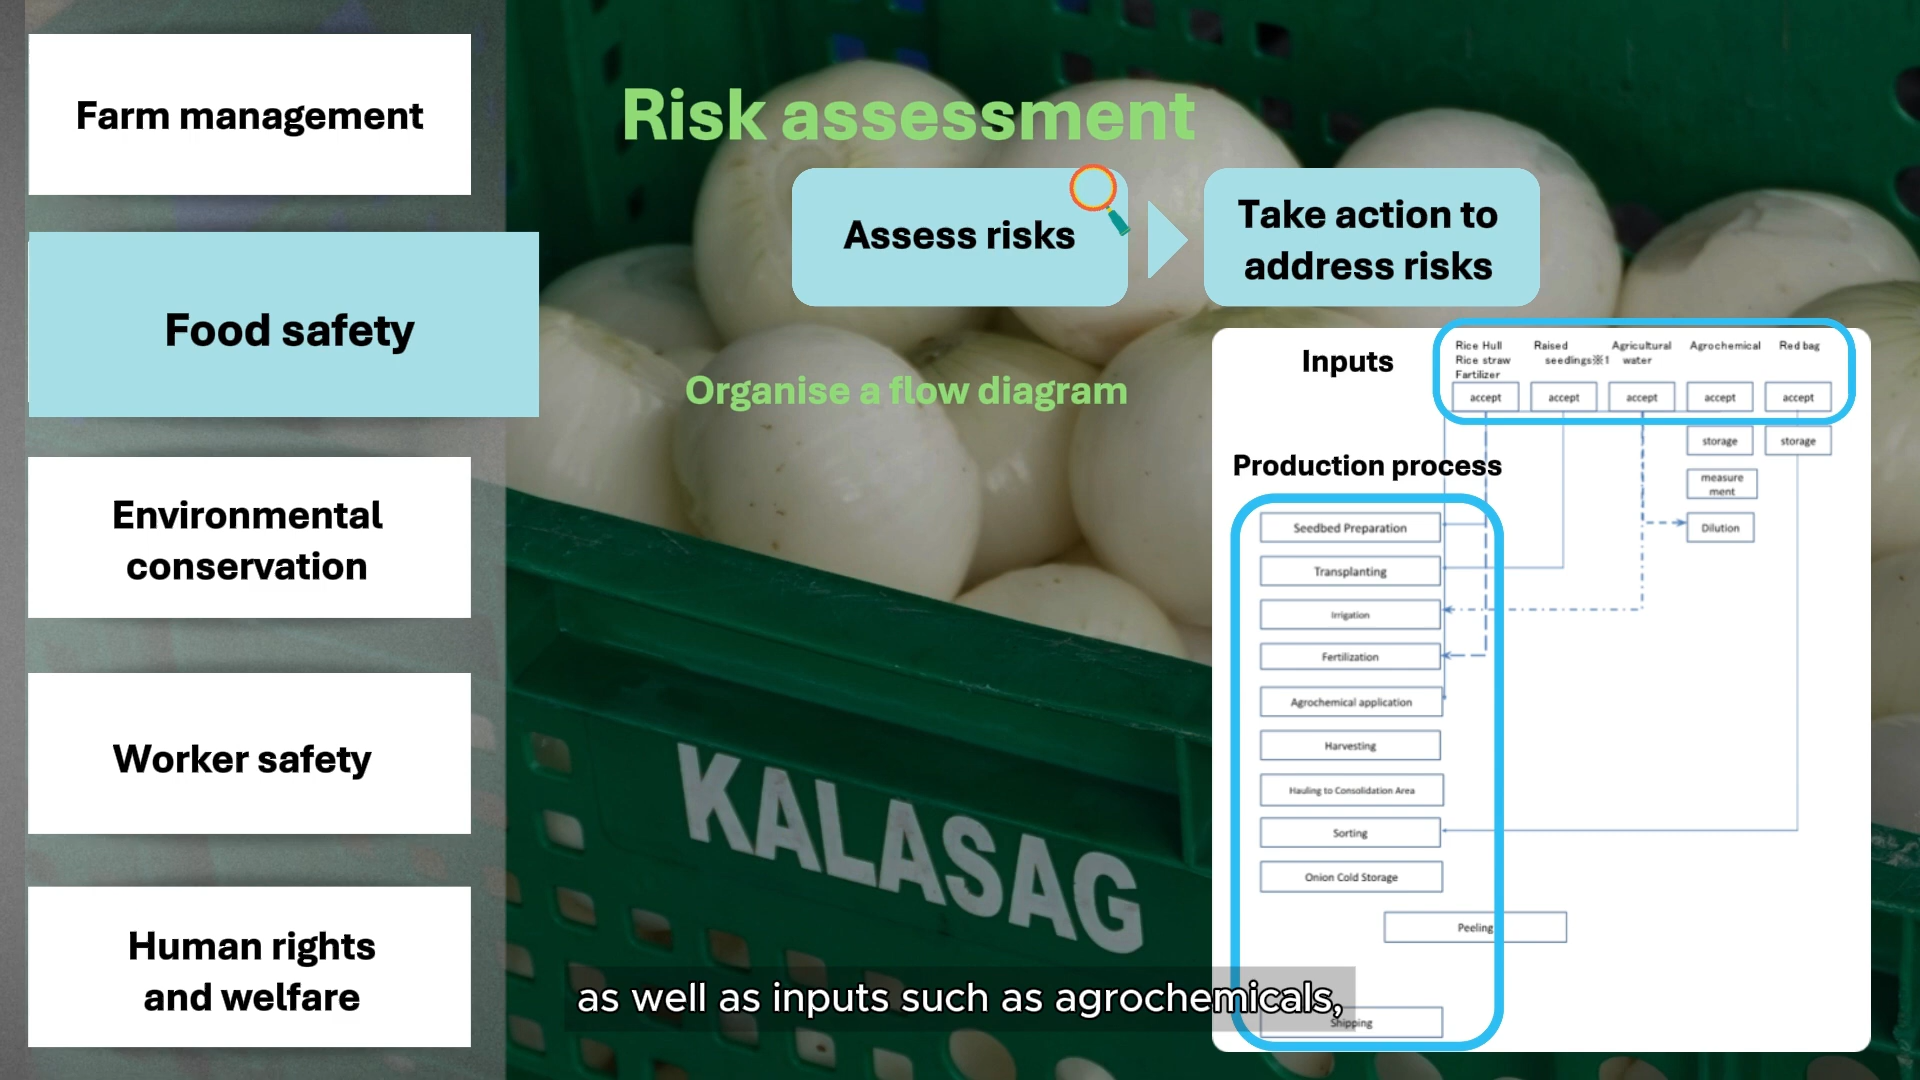 Farm management
Food safety
Environmental
conservation
Worker safety
Human rights
and welfare
Risk assessment
Assess risks
Take action to
address risks
Organise a flow diagram
Inputs
Rice Hull
Rice straw
Fartilizer
Raised
seedings※1
Agricultural
water
Agrochemical
Red bag
accept
accept
accept
accept
accept
storage
storage
measure
ment
Dilution
Production process
Seedbed Preparation
Transplanting
Irrigation
Fertilization
Agrochemical application
Harvesting
Hauling to Consolidation Area
Sorting
Onion Cold Storage
Peeling
Shipping
KALASAG
as well as inputs such as agrochemicals,